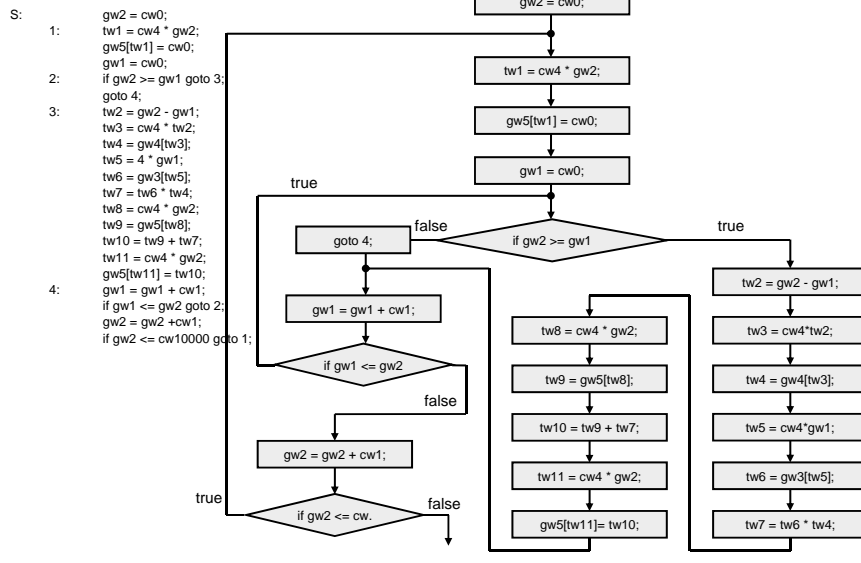 S: gw2 = cw0;
1: tw1 = cw4 * gw2;
gw5[tw1] = cw0;
gw1 = cw0;
2: if gw2 >= gw1 goto 3;
goto 4;
3: tw2 = gw2 - gw1;
tw3 = cw4 * tw2;
tw4 = gw4[tw3];
tw5 = 4 * gw1;
tw6 = gw3[tw5];
tw7 = tw6 * tw4;
tw8 = cw4 * gw2;
tw9 = gw5[tw8];
tw10 = tw9 + tw7;
tw11 = cw4 * gw2;
gw5[tw11] = tw10;
4: gw1 = gw1 + cw1;
if gw1 <= gw2 goto 2;
gw2 = gw2 +cw1;
if gw2 <= cw10000 goto 1;
gw2 = cw0;
tw1 = cw4 * gw2;
gw5[tw1] = cw0;
gw1 = cw0;
true
false
true
goto 4;
if gw2 >= gw1
gw1 = gw1 + cw1;
if gw1 <= gw2
false
gw2 = gw2 + cw1;
true
if gw2 <= cw.
false
tw2 = gw2 - gw1;
tw3 = cw4*tw2;
tw4 = gw4[tw3];
tw5 = cw4*gw1;
tw6 = gw3[tw5];
tw7 = tw6 * tw4;
tw8 = cw4 * gw2;
tw9 = gw5[tw8];
tw10 = tw9 + tw7;
tw11 = cw4 * gw2;
gw5[tw11]= tw10;